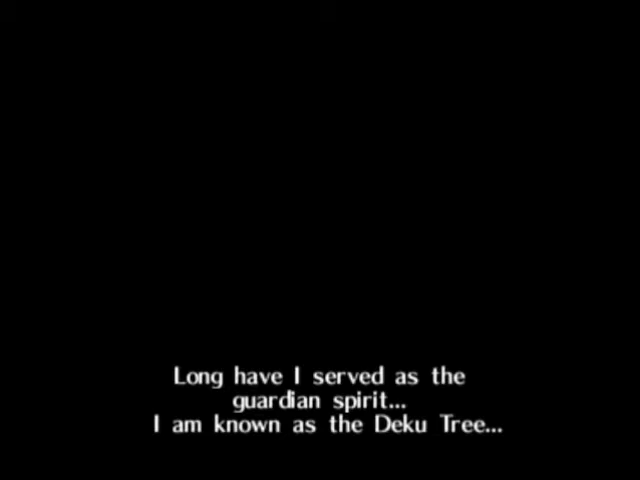 Long have I served as the
guardian spirit...
I am known as the Deku Tree...